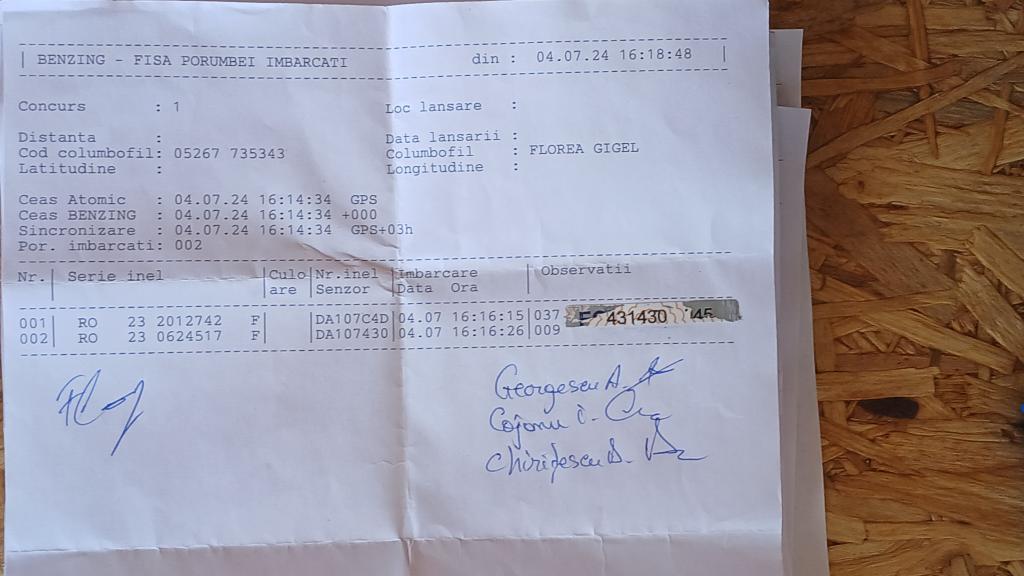 | BENZING - FISA PORUMBEI IMBARCATI din : 04.07.24 16:18:48 |
Concurs : 1 Loc lansare :
Distanta : Data lansarii :
Cod columbofil: 05267 735343 Columbofil : FLOREA GIGEL
Latitudine : Longitudine :
Ceas Atomic : 04.07.24 16:14:34 GPS
Ceas BENZING : 04.07.24 16:14:34 +000
Sincronizare : 04.07.24 16:14:34 GPS+03h
Por. imbarcati: 002
Nr.| Serie inel |Culo|Nr.inel |Imbarcare | Observatii
| |are |Senzor |Data Ora |
001| RO 23 2012742 F| |DA107C4D|04.07 16:16:15|037 431430
002| RO 23 0624517 F| |DA107430|04.07 16:16:26|009
Georgescu A.
Cojanu I.
Chirițescu D.